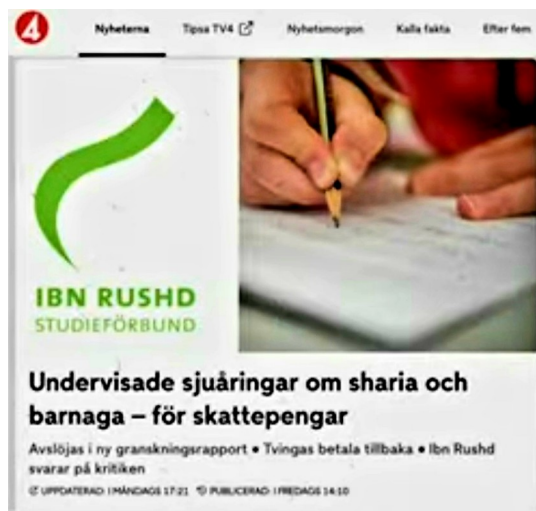 4 Nyheterna Tipsa TV4 Nyhetsmorgon Kalla fakta Efter fem
IBN RUSHD
STUDIEFÖRBUND
Undervisade sjuåringar om sharia och
barnaga – för skattepengar
Avslöjas i ny granskningsrapport • Tvingas betala tillbaka • Ibn Rushd
svarar på kritiken
UPPDATERAD I MÅNDAGS 17:21 PUBLICERAD I FREDAGS 14:10